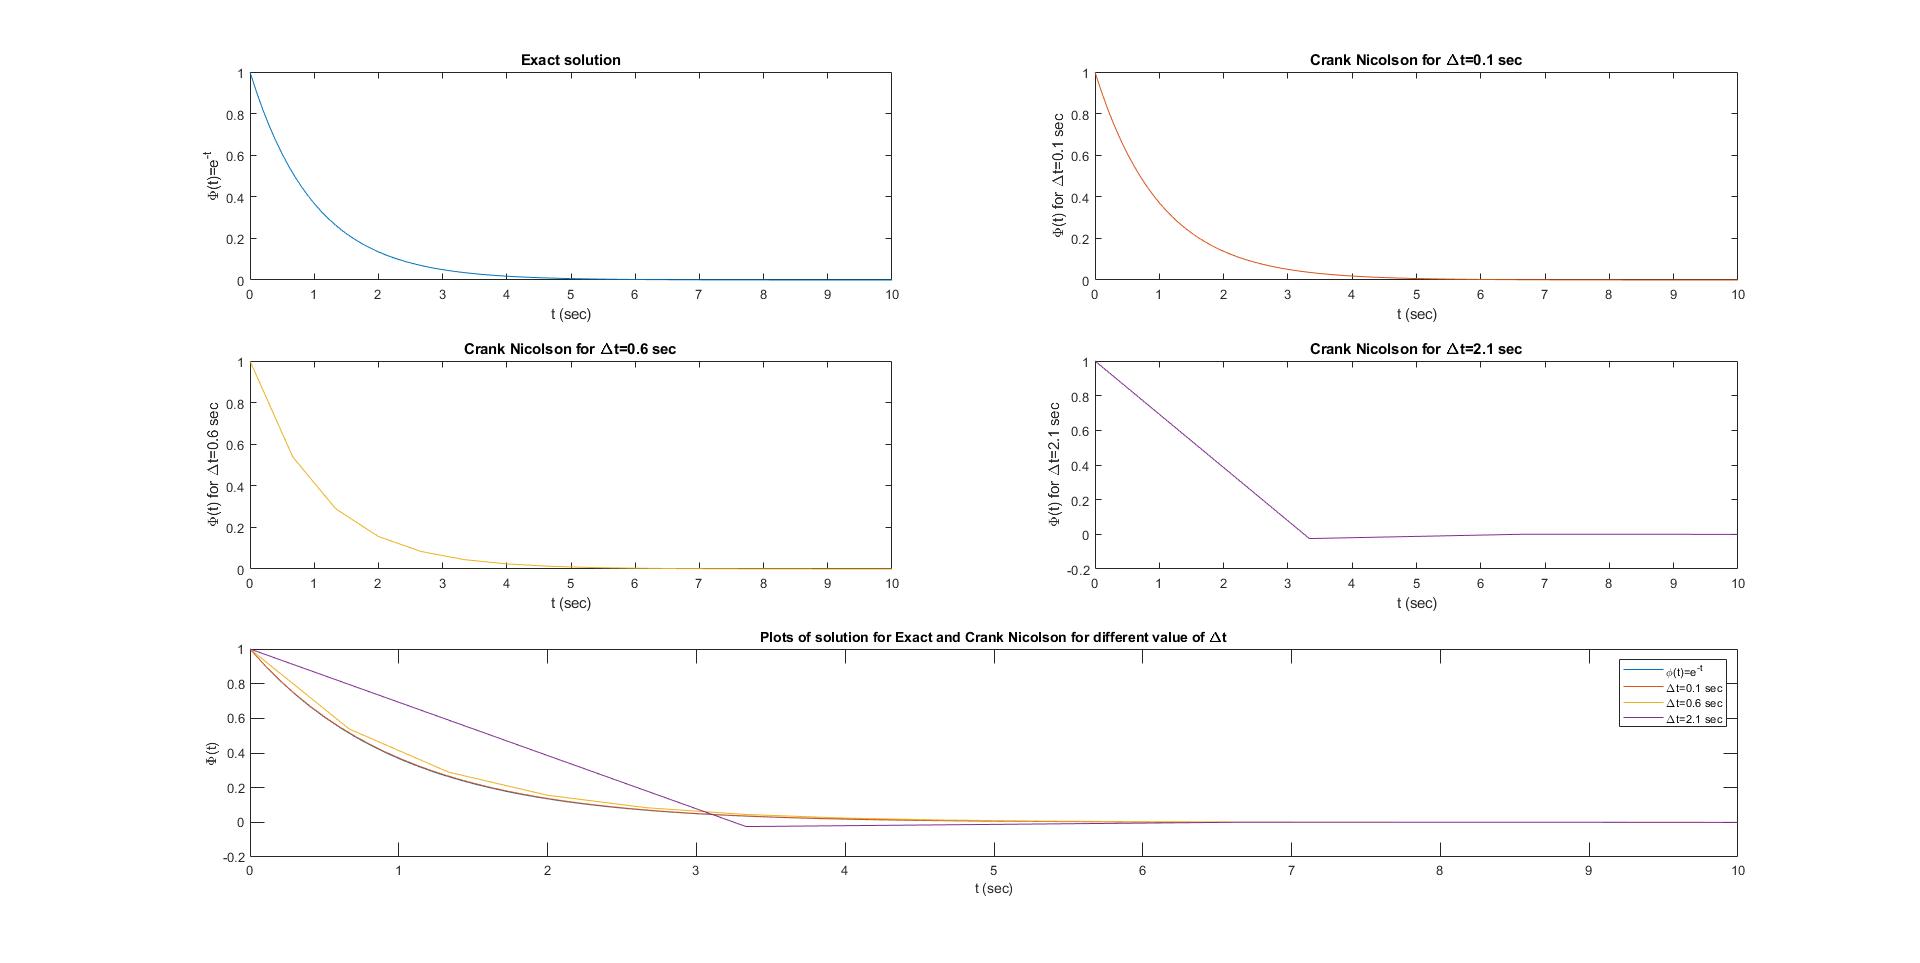 Exact solution
1
0.8
0.6
0.4
0.2
0
Φ(t)=e^-t
0 1 2 3 4 5 6 7 8 9 10
t (sec)
Crank Nicolson for Δt=0.1 sec
1
0.8
0.6
0.4
0.2
0
Φ(t) for Δt=0.1 sec
0 1 2 3 4 5 6 7 8 9 10
t (sec)
Crank Nicolson for Δt=0.6 sec
1
0.8
0.6
0.4
0.2
0
Φ(t) for Δt=0.6 sec
0 1 2 3 4 5 6 7 8 9 10
t (sec)
Crank Nicolson for Δt=2.1 sec
1
0.8
0.6
0.4
0.2
0
-0.2
Φ(t) for Δt=2.1 sec
0 1 2 3 4 5 6 7 8 9 10
t (sec)
Plots of solution for Exact and Crank Nicolson for different value of Δt
1
0.8
0.6
0.4
0.2
0
-0.2
Φ(t)
0 1 2 3 4 5 6 7 8 9 10
t (sec)
ϕ(t)=e^-t
Δt=0.1 sec
Δt=0.6 sec
Δt=2.1 sec